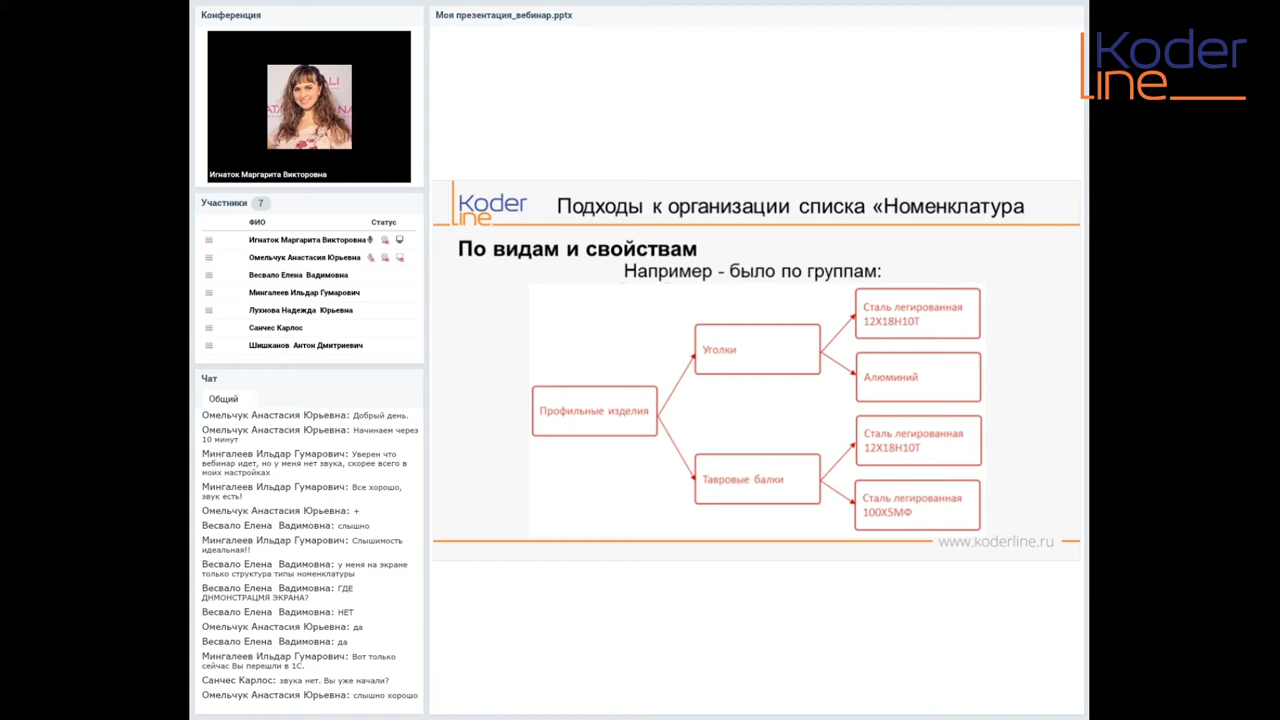 Конференция
Игнаток Маргарита Викторовна
Участники 7
ФИО Статус
Игнаток Маргарита Викторовна
Омельчук Анастасия Юрьевна
Весвало Елена Вадимовна
Мингалеев Ильдар Гумарович
Лухнова Надежда Юрьевна
Санчес Карлос
Шишканов Антон Дмитриевич
Чат
Общий
Омельчук Анастасия Юрьевна: Добрый день.
Омельчук Анастасия Юрьевна: Начинаем через
10 минут
Мингалеев Ильдар Гумарович: Уверен что
вебинар идет, но у меня нет звука, скорее всего в
моих настройках
Мингалеев Ильдар Гумарович: Все хорошо,
звук есть!
Омельчук Анастасия Юрьевна: +
Весвало Елена Вадимовна: слышно
Мингалеев Ильдар Гумарович: Слышимость
идеальная!!
Весвало Елена Вадимовна: у меня на экране
только структура типы номенклатуры
Весвало Елена Вадимовна: ГДЕ
ДНМОНСТРАЦМЯ ЭКРАНА?
Весвало Елена Вадимовна: НЕТ
Омельчук Анастасия Юрьевна: да
Весвало Елена Вадимовна: да
Мингалеев Ильдар Гумарович: Вот только
сейчас Вы перешли в 1С.
Санчес Карлос: звука нет. Вы уже начали?
Омельчук Анастасия Юрьевна: слышно хорошо
Моя презентация_вебинар.pptx
Koder
line
Koder
line
Подходы к организации списка «Номенклатура
По видам и свойствам
Например - было по группам:
Профильные изделия
Уголки
Тавровые балки
Сталь легированная
12Х18Н10Т
Алюминий
Сталь легированная
12Х18Н10Т
Сталь легированная
100Х5МФ
www.koderline.ru